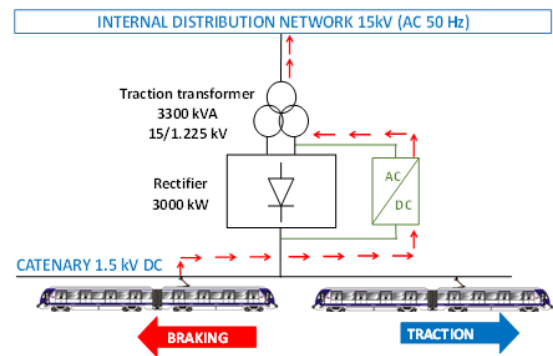 INTERNAL DISTRIBUTION NETWORK 15kV (AC 50 Hz)
Traction transformer
3300 kVA
15/1.225 kV
Rectifier
3000 kW
AC
DC
CATENARY 1.5 kV DC
BRAKING
TRACTION